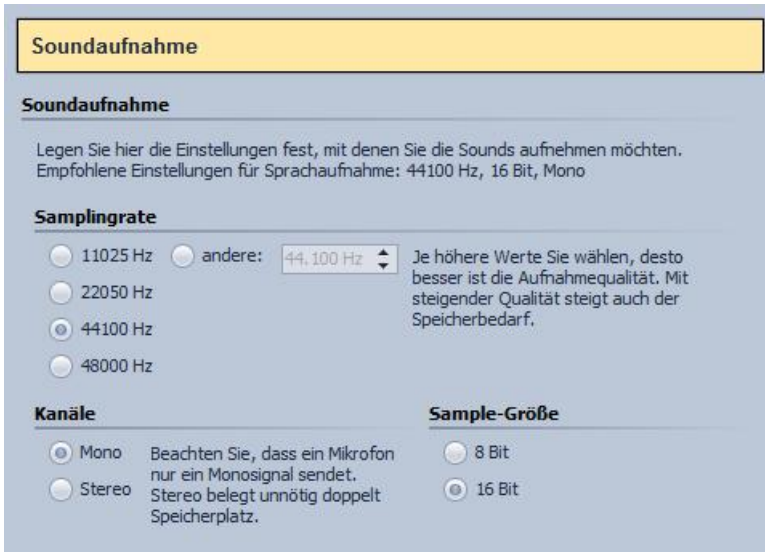 Soundaufnahme
Soundaufnahme
Legen Sie hier die Einstellungen fest, mit denen Sie die Sounds aufnehmen möchten.
Empfohlene Einstellungen für Sprachaufnahme: 44100 Hz, 16 Bit, Mono
Samplingrate
11025 Hz
andere:
44.100 Hz
22050 Hz
44100 Hz
48000 Hz
Je höhere Werte Sie wählen, desto
besser ist die Aufnahmequalität. Mit
steigender Qualität steigt auch der
Speicherbedarf.
Kanäle
Mono
Stereo
Beachten Sie, dass ein Mikrofon
nur ein Monosignal sendet.
Stereo belegt unnötig doppelt
Speicherplatz.
Sample-Größe
8 Bit
16 Bit